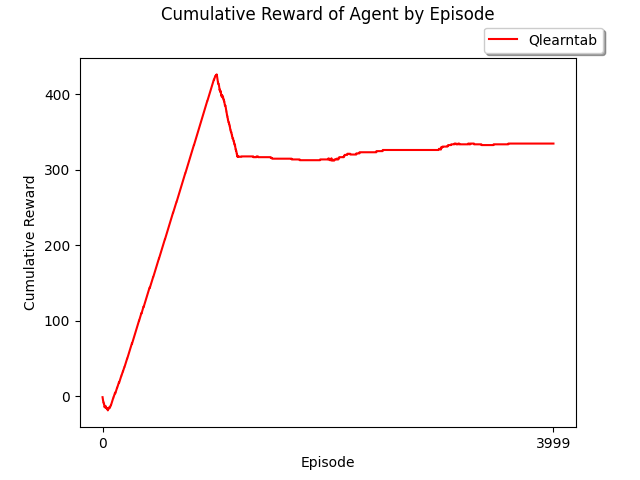 Cumulative Reward of Agent by Episode
Qlearntab
400
300
200
100
0
Cumulative Reward
0
3999
Episode